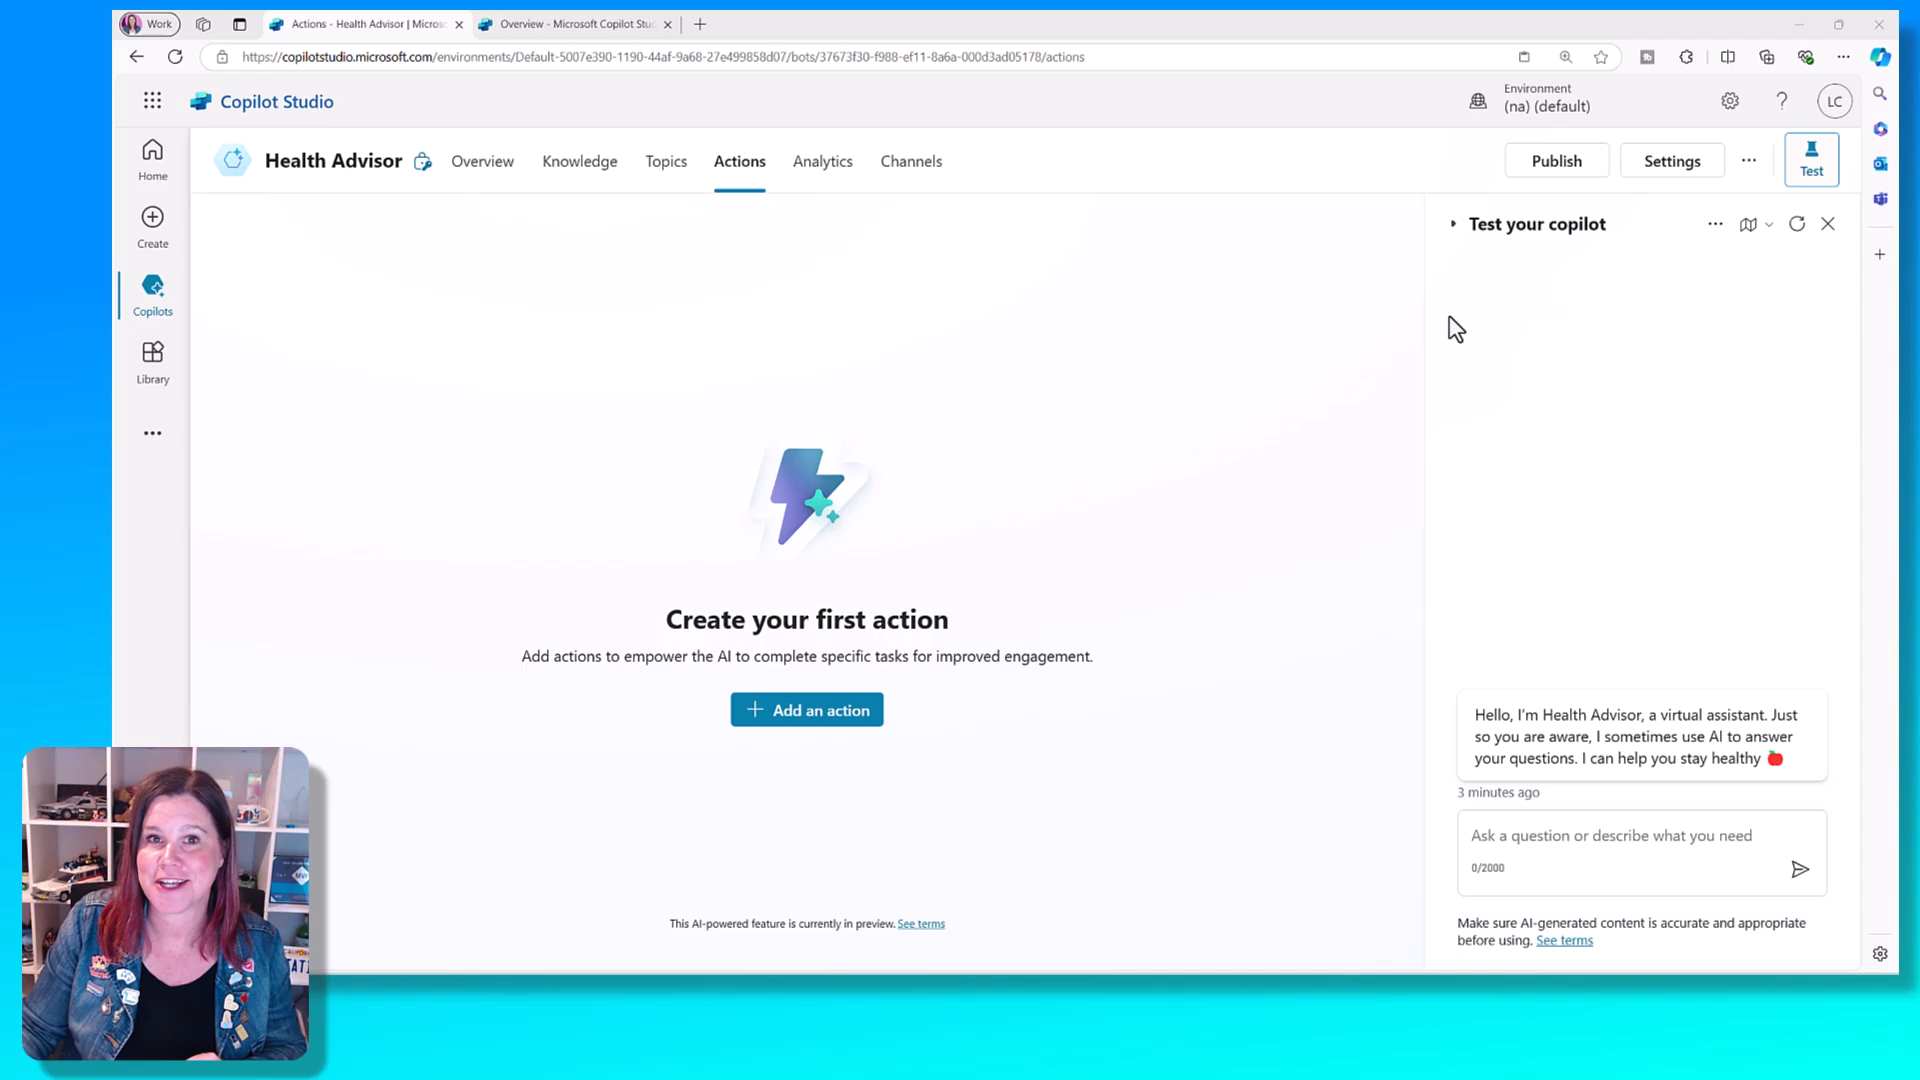 Work
Actions - Health Advisor | Micros
Overview - Microsoft Copilot Stu
https://copilotstudio.microsoft.com/environments/Default-5007e390-1190-44af-9a68-27e499858d07/bots/37673f30-f988-ef11-8a6a-000d3ad05178/actions
Copilot Studio
Environment
(na) (default)
?
LC
Home
Create
Copilots
Library
Health Advisor
Overview
Knowledge
Topics
Actions
Analytics
Channels
Publish
Settings
Test
Test your copilot
Create your first action
Add actions to empower the AI to complete specific tasks for improved engagement.
+ Add an action
This AI-powered feature is currently in preview. See terms
Hello, I'm Health Advisor, a virtual assistant. Just
so you are aware, I sometimes use AI to answer
your questions. I can help you stay healthy 🍎
3 minutes ago
Ask a question or describe what you need
0/2000
Make sure AI-generated content is accurate and appropriate
before using. See terms